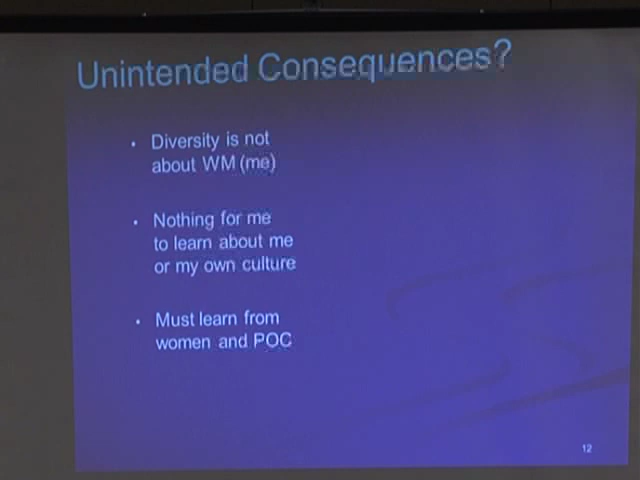 Unintended Consequences?
• Diversity is not
about WM (me)
• Nothing for me
to learn about me
or my own culture
• Must learn from
women and POC
12